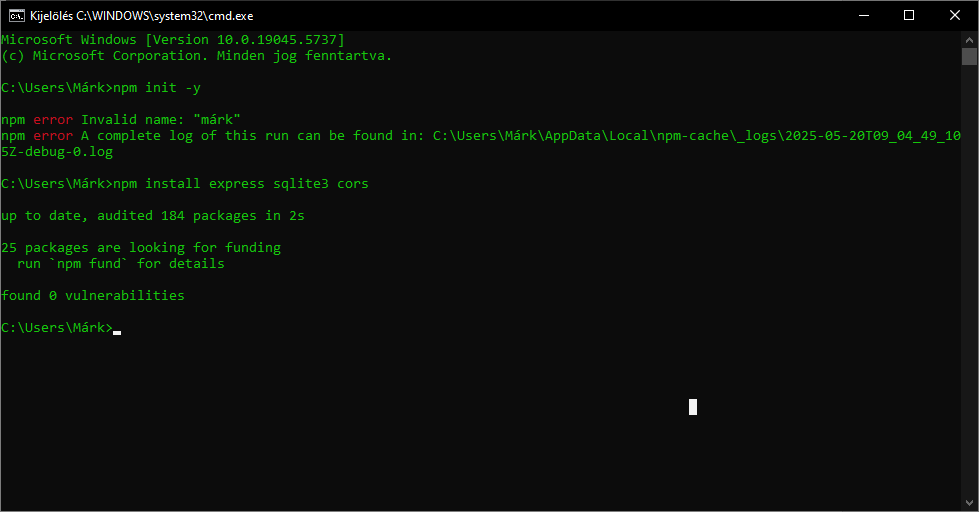 Kijelölés C:\WINDOWS\system32\cmd.exe
Microsoft Windows [Version 10.0.19045.5737]
(c) Microsoft Corporation. Minden jog fenntartva.
C:\Users\Márk>npm init -y
npm error Invalid name: "márk"
npm error A complete log of this run can be found in: C:\Users\Márk\AppData\Local\npm-cache\_logs\2025-05-20T09_04_49_10
5Z-debug-0.log
C:\Users\Márk>npm install express sqlite3 cors
up to date, audited 184 packages in 2s
25 packages are looking for funding
  run `npm fund` for details
found 0 vulnerabilities
C:\Users\Márk>